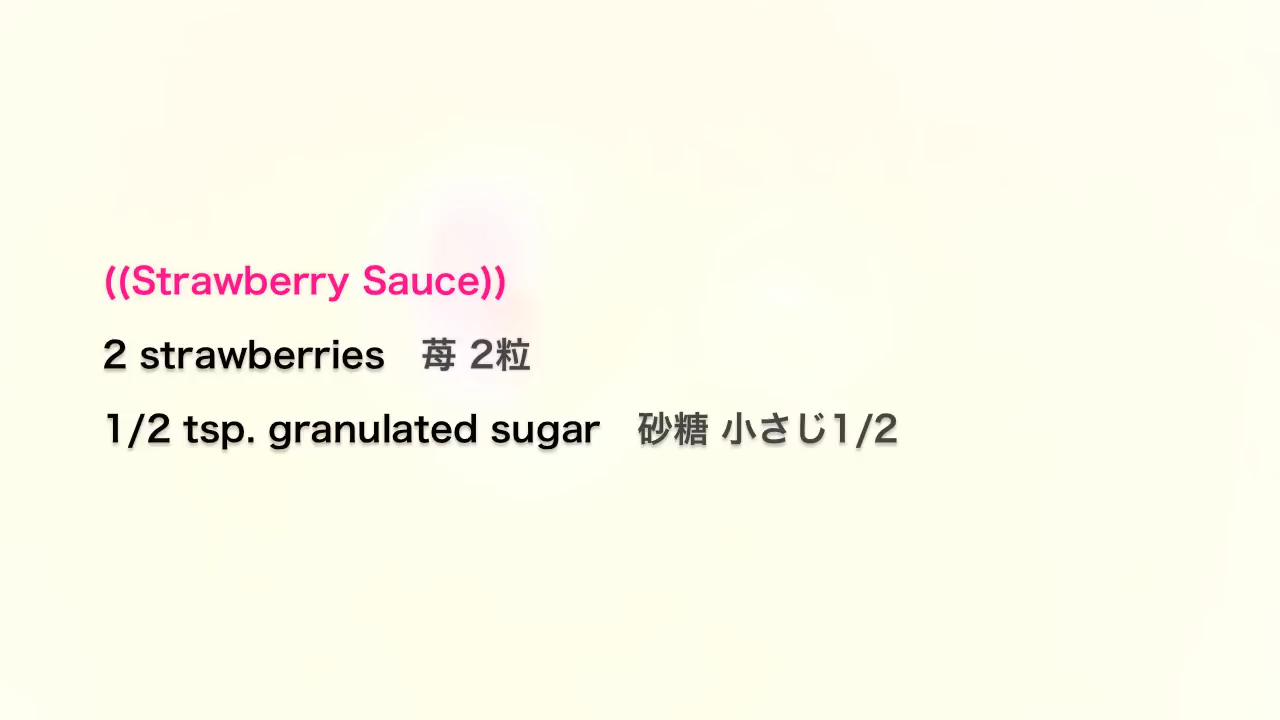 ((Strawberry Sauce))
2 strawberries　苺 2粒
1/2 tsp. granulated sugar　砂糖 小さじ1/2